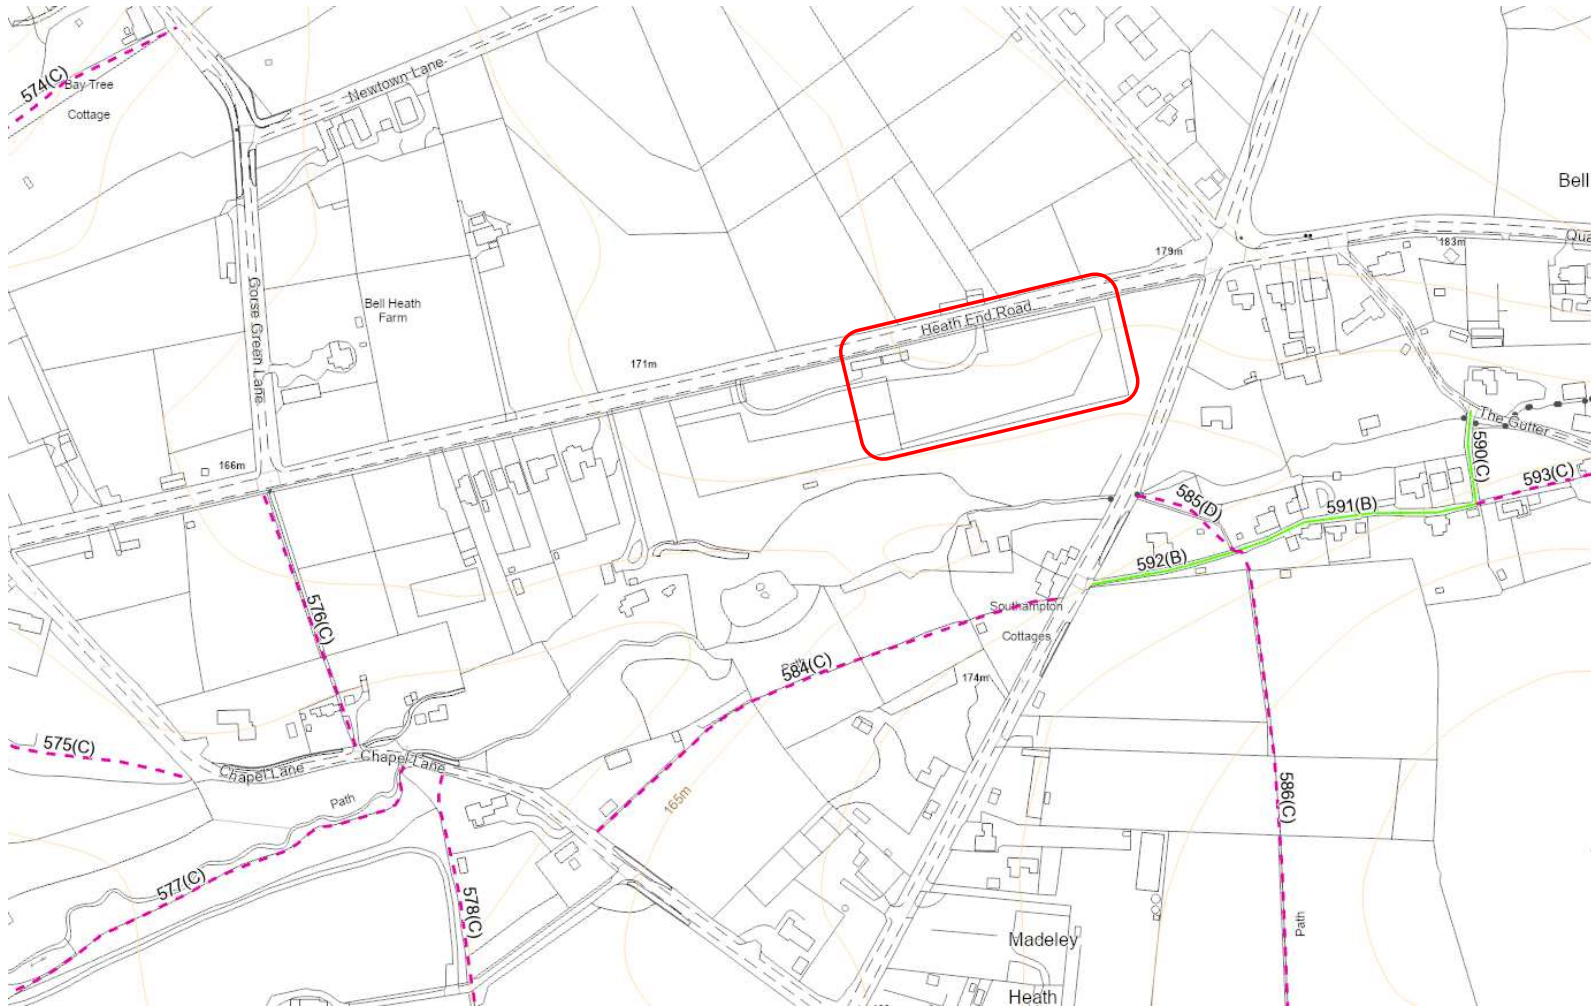 574(C)
Bay Tree
Cottage
Newtown Lane
Bell
179m
183m
Qua
Gorse Green Lane
Bell Heath
Farm
Heath End Road
171m
The Gutter
590(C)
593(C)
166m
585(D)
591(B)
592(B)
576(C)
Southampton
Cottages
Path
584(C)
174m
575(C)
Chapel Lane
Chapel Lane
Path
165m
586(C)
577(C)
578(C)
Path
Madeley
Heath